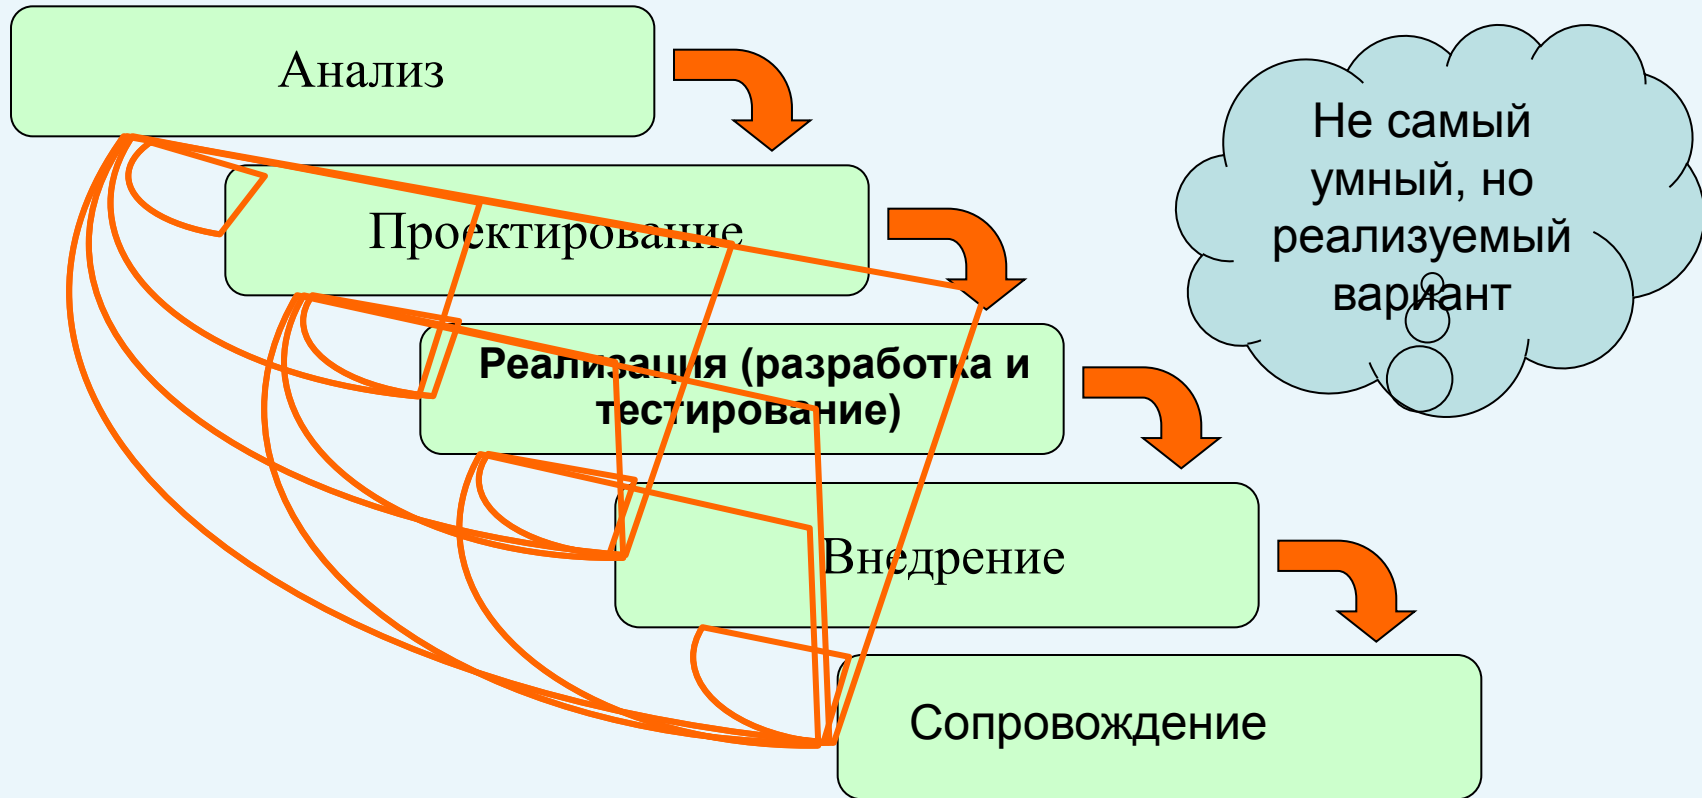 Анализ
Не самый
умный, но
реализуемый
вариант
Проектирование
Реализация (разработка и
тестирование)
Внедрение
Сопровождение